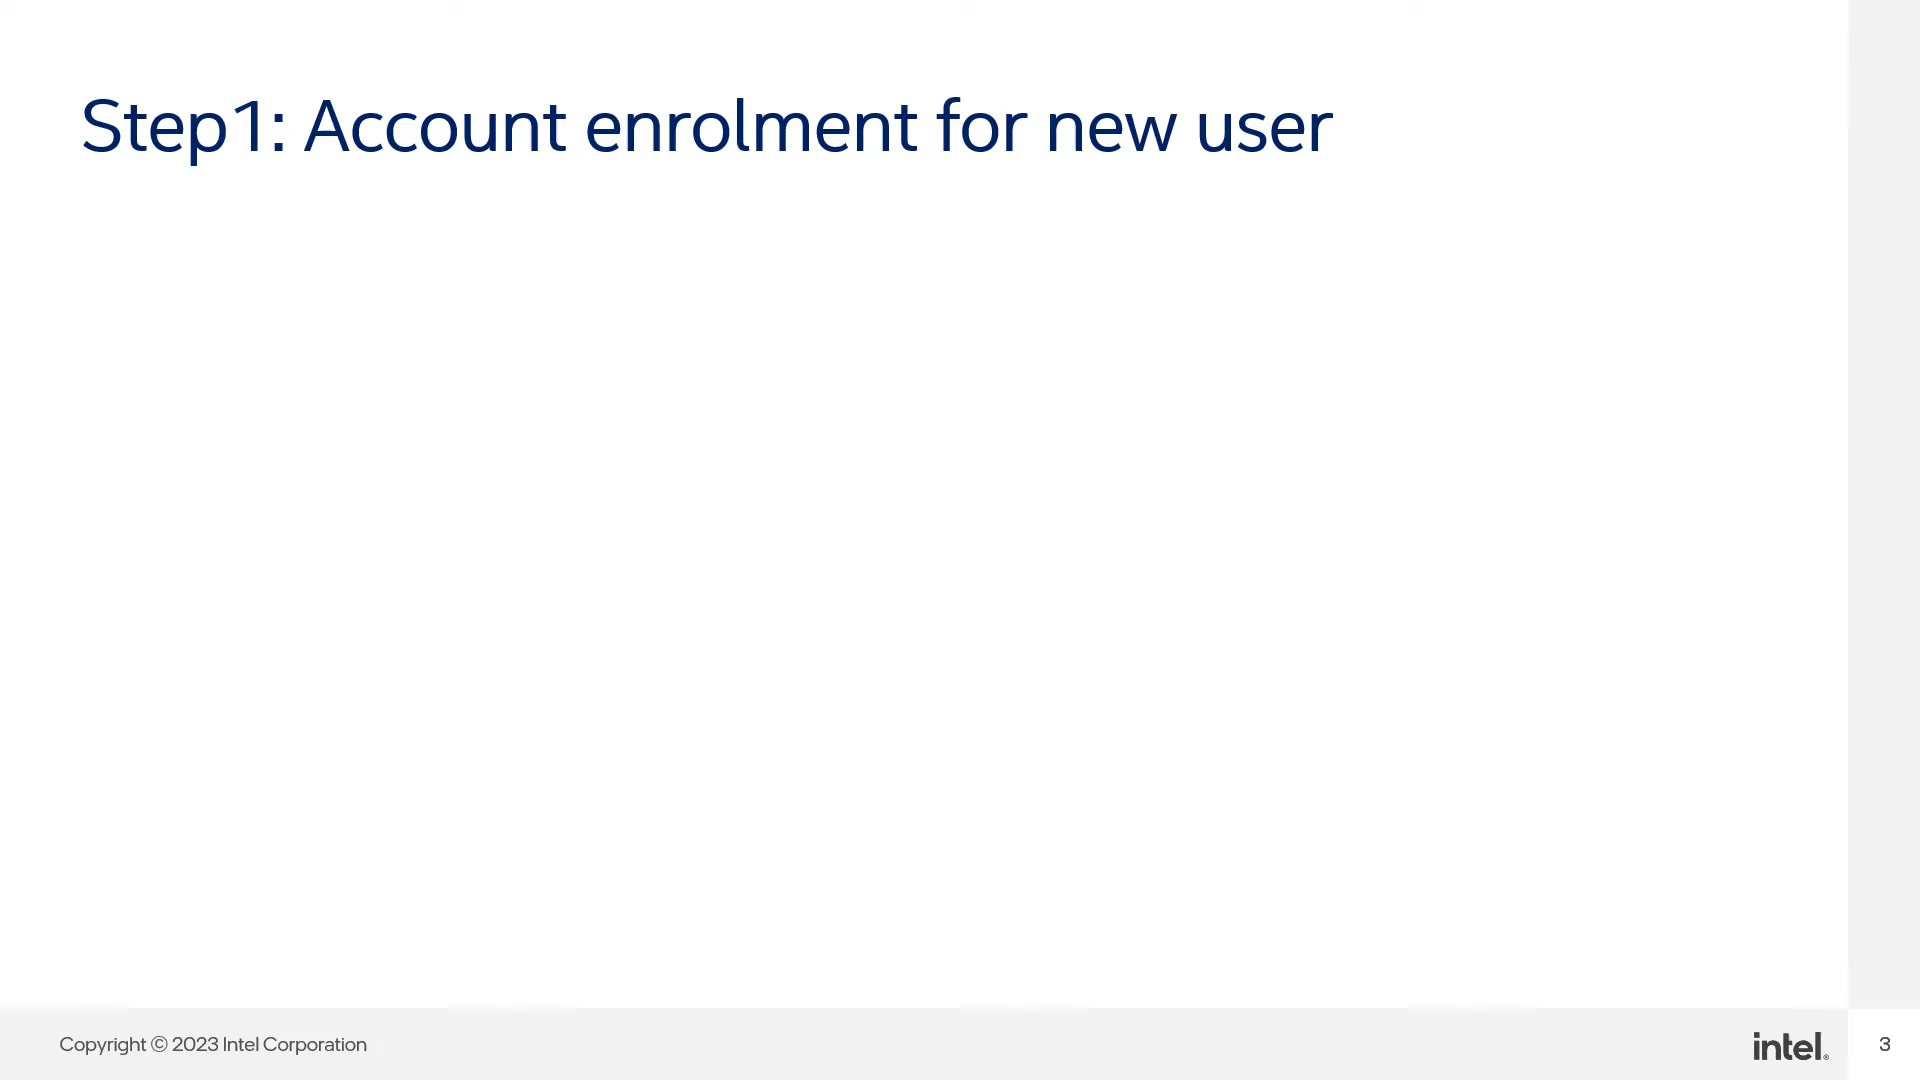 Step1: Account enrolment for new user
Copyright © 2023 Intel Corporation
intel®
3